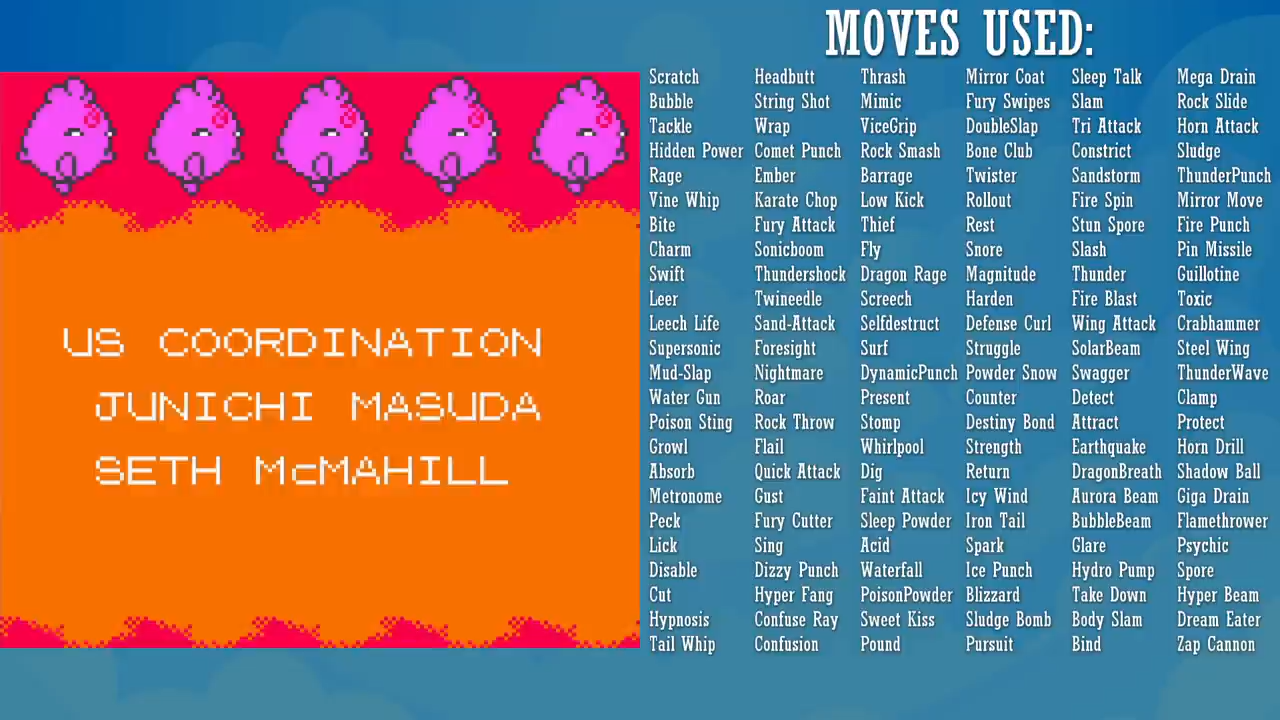 MOVES USED:
US COORDINATION
JUNICHI MASUDA
SETH McMAHILL
Scratch Headbutt Thrash Mirror Coat Sleep Talk Mega Drain
Bubble String Shot Mimic Fury Swipes Slam Rock Slide
Tackle Wrap ViceGrip DoubleSlap Tri Attack Horn Attack
Hidden Power Comet Punch Rock Smash Bone Club Constrict Sludge
Rage Ember Barrage Twister Sandstorm ThunderPunch
Vine Whip Karate Chop Low Kick Rollout Fire Spin Mirror Move
Bite Fury Attack Thief Rest Stun Spore Fire Punch
Charm Sonicboom Fly Snore Slash Pin Missile
Swift Thundershock Dragon Rage Magnitude Thunder Guillotine
Leer Twineedle Screech Harden Fire Blast Toxic
Leech Life Sand-Attack Selfdestruct Defense Curl Wing Attack Crabhammer
Supersonic Foresight Surf Struggle SolarBeam Steel Wing
Mud-Slap Nightmare DynamicPunch Powder Snow Swagger ThunderWave
Water Gun Roar Present Counter Detect Clamp
Poison Sting Rock Throw Stomp Destiny Bond Attract Protect
Growl Flail Whirlpool Strength Earthquake Horn Drill
Absorb Quick Attack Dig Return DragonBreath Shadow Ball
Metronome Gust Faint Attack Icy Wind Aurora Beam Giga Drain
Peck Fury Cutter Sleep Powder Iron Tail BubbleBeam Flamethrower
Lick Sing Acid Spark Glare Psychic
Disable Dizzy Punch Waterfall Ice Punch Hydro Pump Spore
Cut Hyper Fang PoisonPowder Blizzard Take Down Hyper Beam
Hypnosis Confuse Ray Sweet Kiss Sludge Bomb Body Slam Dream Eater
Tail Whip Confusion Pound Pursuit Bind Zap Cannon